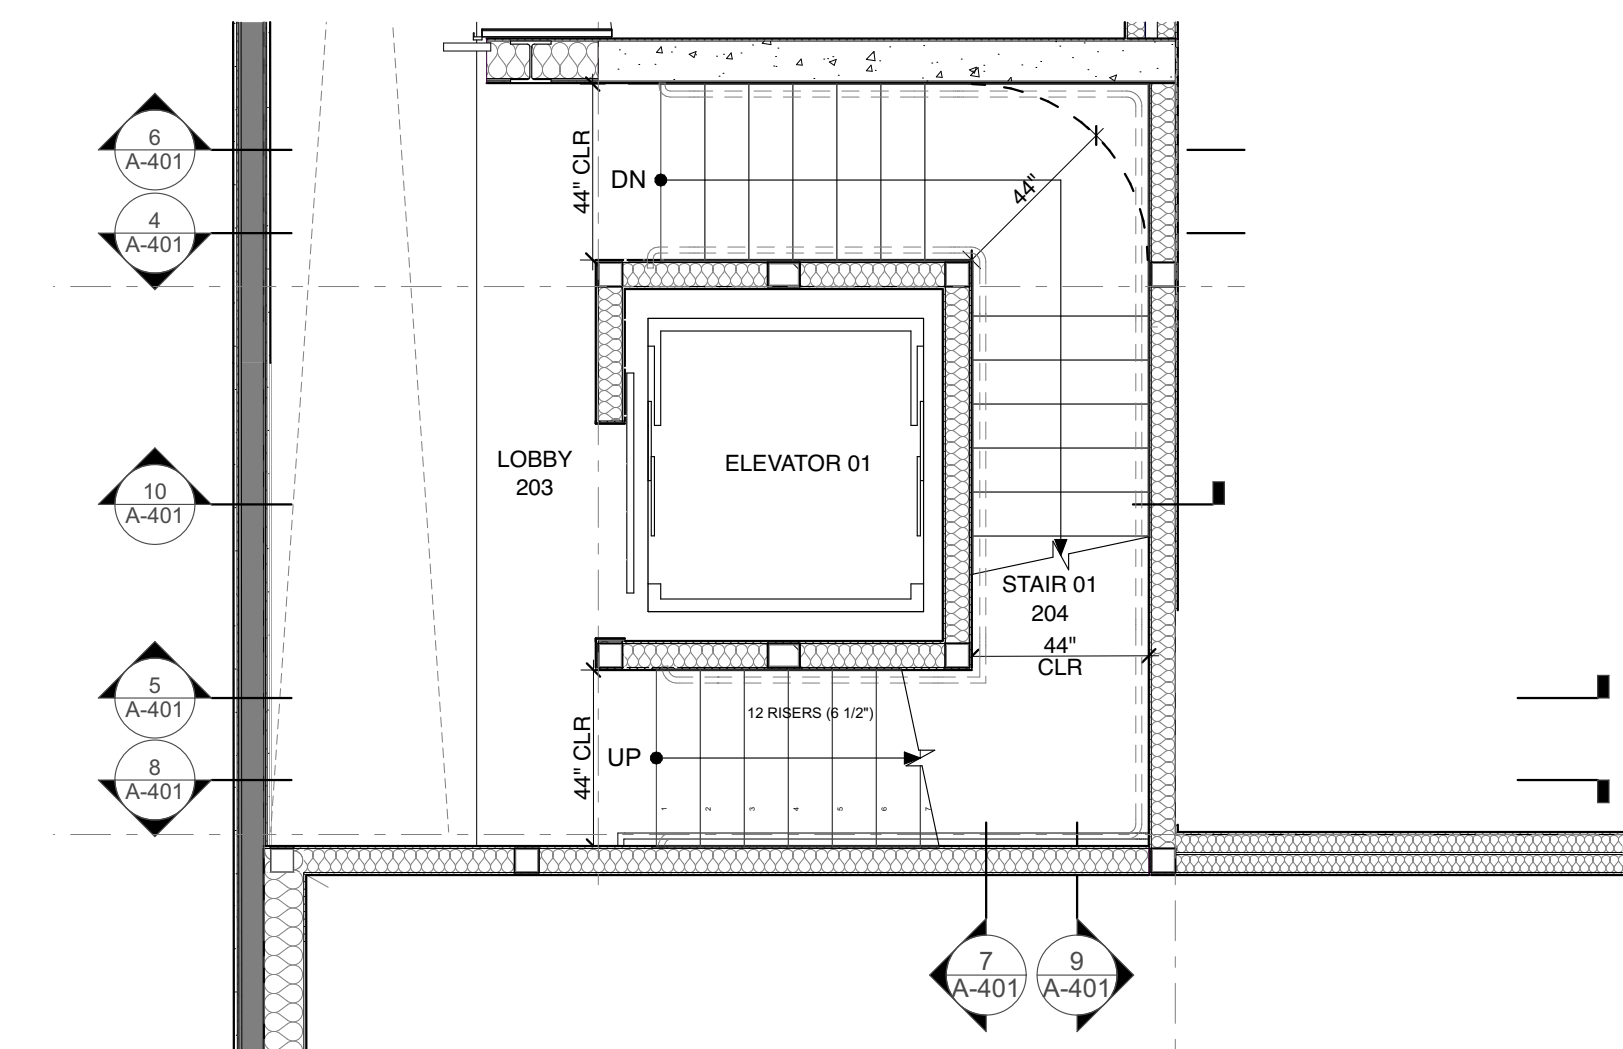 6
A-401
44" CLR
DN
44"
4
A-401
LOBBY
203
ELEVATOR 01
10
A-401
STAIR 01
204
44"
CLR
5
A-401
12 RISERS (6 1/2")
44" CLR
UP
8
A-401
1 2 3 4 5 6 7
7
A-401
9
A-401